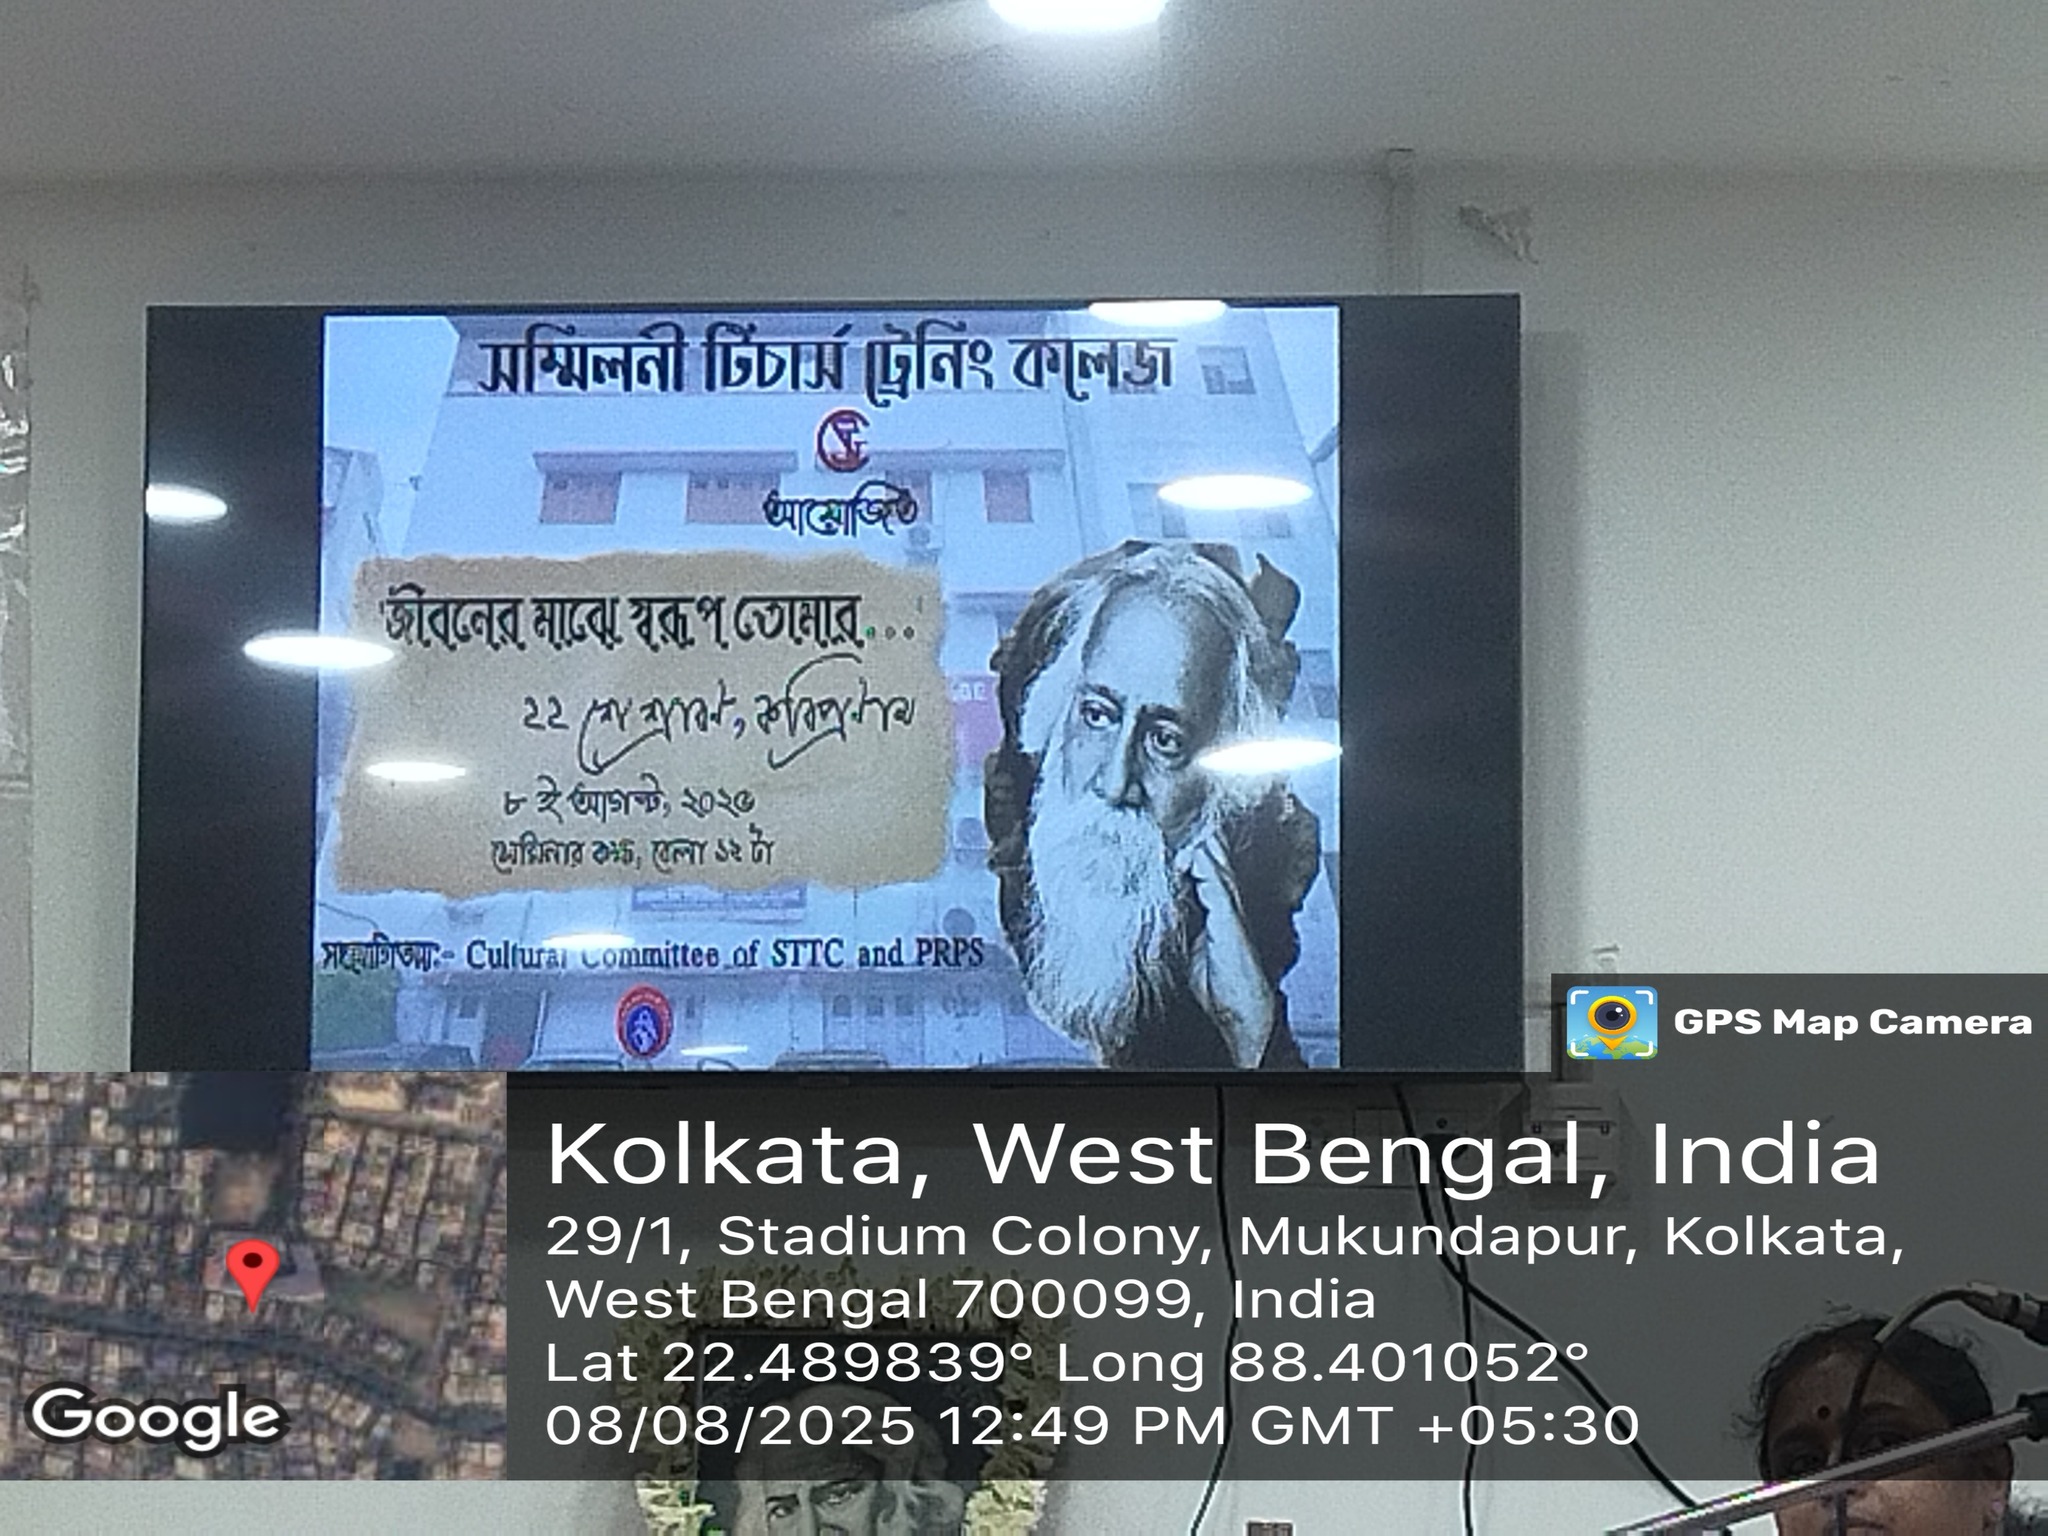 সম্মিলনী টিচার্স ট্রেনিং কলেজ
আয়োজিত
'জীবনের মাঝে স্বরূপ তোমার...'
২২ শে শ্রাবণ, কবিপ্রণাম
৮ ই আগস্ট, ২০২৫
সেমিনার কক্ষ, বেলা ১২ টা
সহযোগিতায়:- Cultural Committee of STTC and PRPS
GPS Map Camera
Kolkata, West Bengal, India
29/1, Stadium Colony, Mukundapur, Kolkata,
West Bengal 700099, India
Lat 22.489839° Long 88.401052°
08/08/2025 12:49 PM GMT +05:30
Google